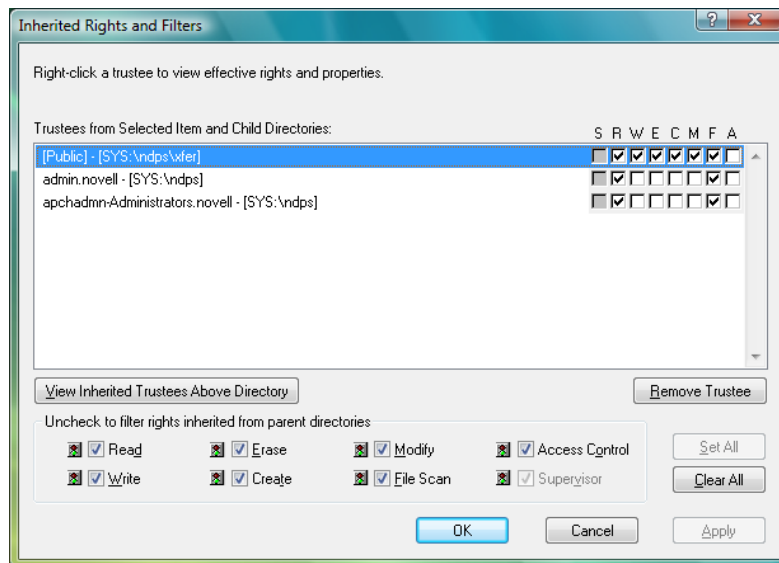 Inherited Rights and Filters
Right-click a trustee to view effective rights and properties.
Trustees from Selected Item and Child Directories: S R W E C M F A
[Public] - [SYS:\ndps\xfer]
admin.novell - [SYS:\ndps]
apchadmn-Administrators.novell - [SYS:\ndps]
View Inherited Trustees Above Directory Remove Trustee
Uncheck to filter rights inherited from parent directories
Read Erase Modify Access Control Set All
Write Create File Scan Supervisor Clear All
OK Cancel Apply